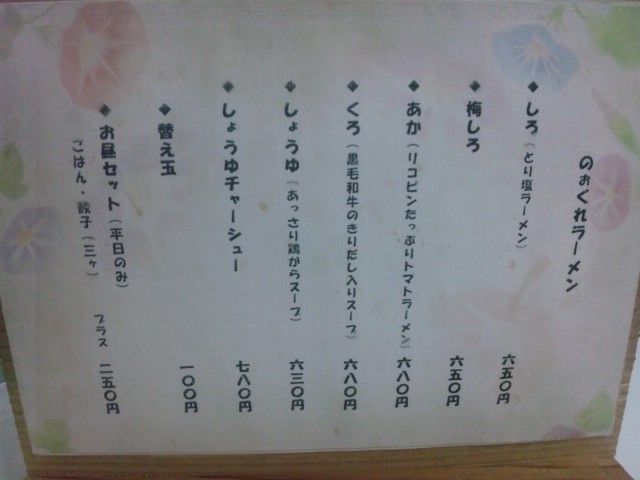 のぉくれラーメン
◆しろ（とり塩ラーメン） 六五〇円
◆梅しろ 六五〇円
◆あか（リコピンたっぷりトマトラーメン） 六八〇円
◆くろ（黒毛和牛のきりだし入りスープ） 六八〇円
◆しょうゆ（あっさり鶏がらスープ） 六三〇円
◆しょうゆチャーシュー 七八〇円
◆替え玉 一〇〇円
◆お昼セット（平日のみ） プラス 二五〇円
ごはん・餃子（三ヶ）